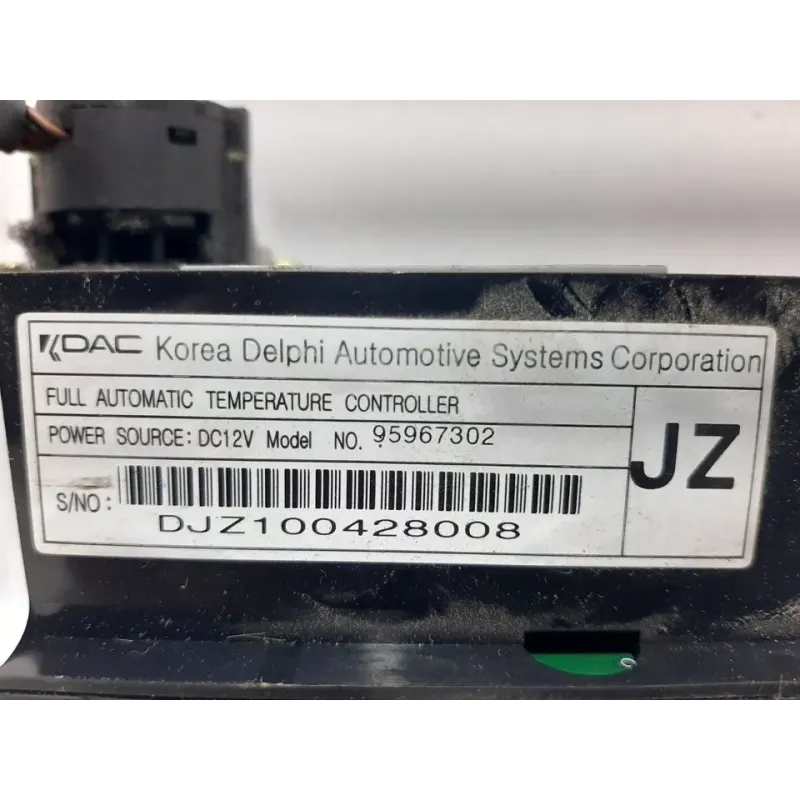 KDAC Korea Delphi Automotive Systems Corporation
FULL AUTOMATIC TEMPERATURE CONTROLLER
POWER SOURCE: DC12V Model NO. 95967302
JZ
S/NO:
DJZ100428008